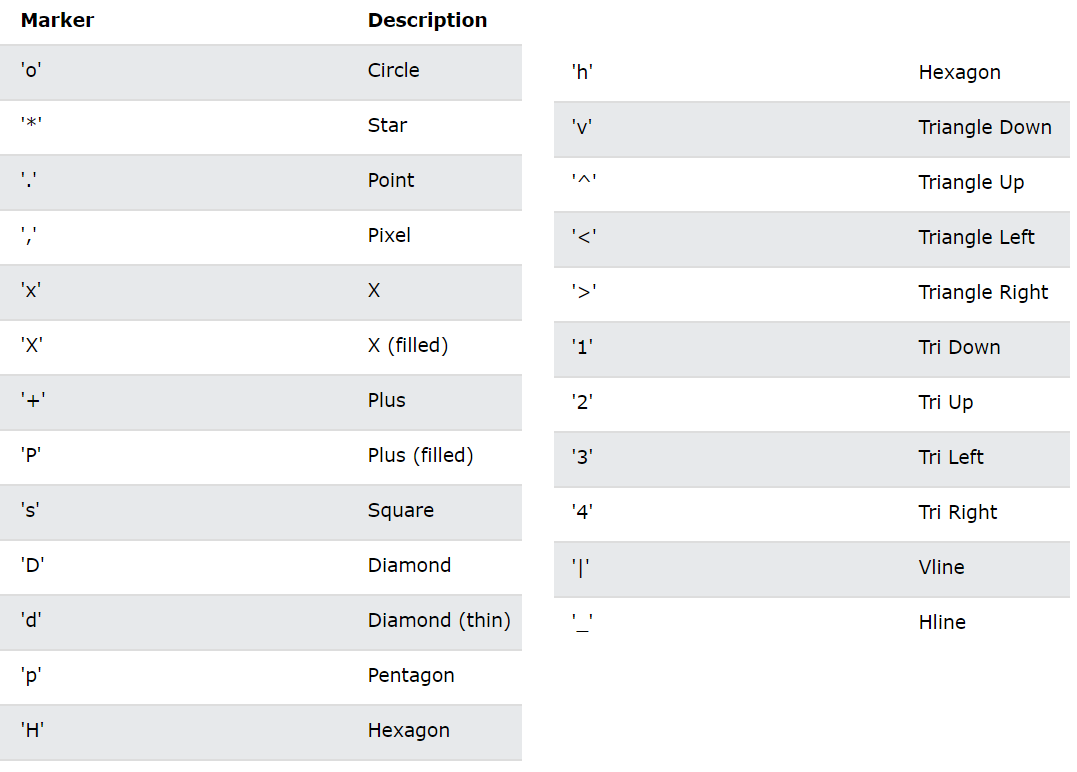 Marker Description
'o' Circle
'*' Star
'.' Point
',' Pixel
'x' X
'X' X (filled)
'+' Plus
'P' Plus (filled)
's' Square
'D' Diamond
'd' Diamond (thin)
'p' Pentagon
'H' Hexagon
'h' Hexagon
'v' Triangle Down
'^' Triangle Up
'<' Triangle Left
'>' Triangle Right
'1' Tri Down
'2' Tri Up
'3' Tri Left
'4' Tri Right
'|' Vline
'_' Hline